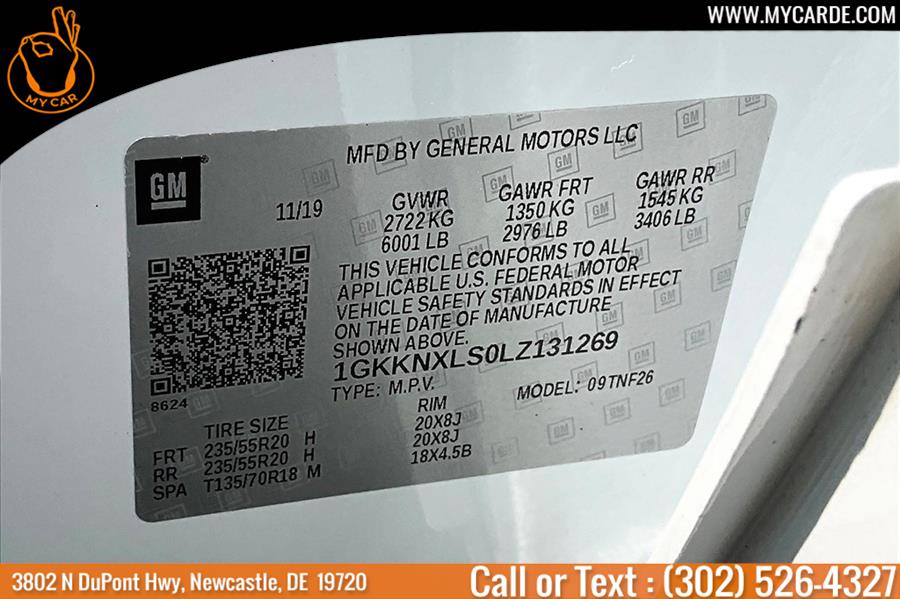 WWW.MYCARDE.COM
MY CAR
GM
MFD BY GENERAL MOTORS LLC
11/19
GVWR GAWR FRT GAWR RR
2722 KG 1350 KG 1545 KG
6001 LB 2976 LB 3406 LB
THIS VEHICLE CONFORMS TO ALL
APPLICABLE U.S. FEDERAL MOTOR
VEHICLE SAFETY STANDARDS IN EFFECT
ON THE DATE OF MANUFACTURE
SHOWN ABOVE.
1GKKNXLS0LZ131269
TYPE: M.P.V. MODEL: 09TNF26
8624
TIRE SIZE RIM
FRT 235/55R20 H 20X8J
RR 235/55R20 H 20X8J
SPA T135/70R18 M 18X4.5B
3802 N DuPont Hwy, Newcastle, DE 19720
Call or Text : (302) 526-4327